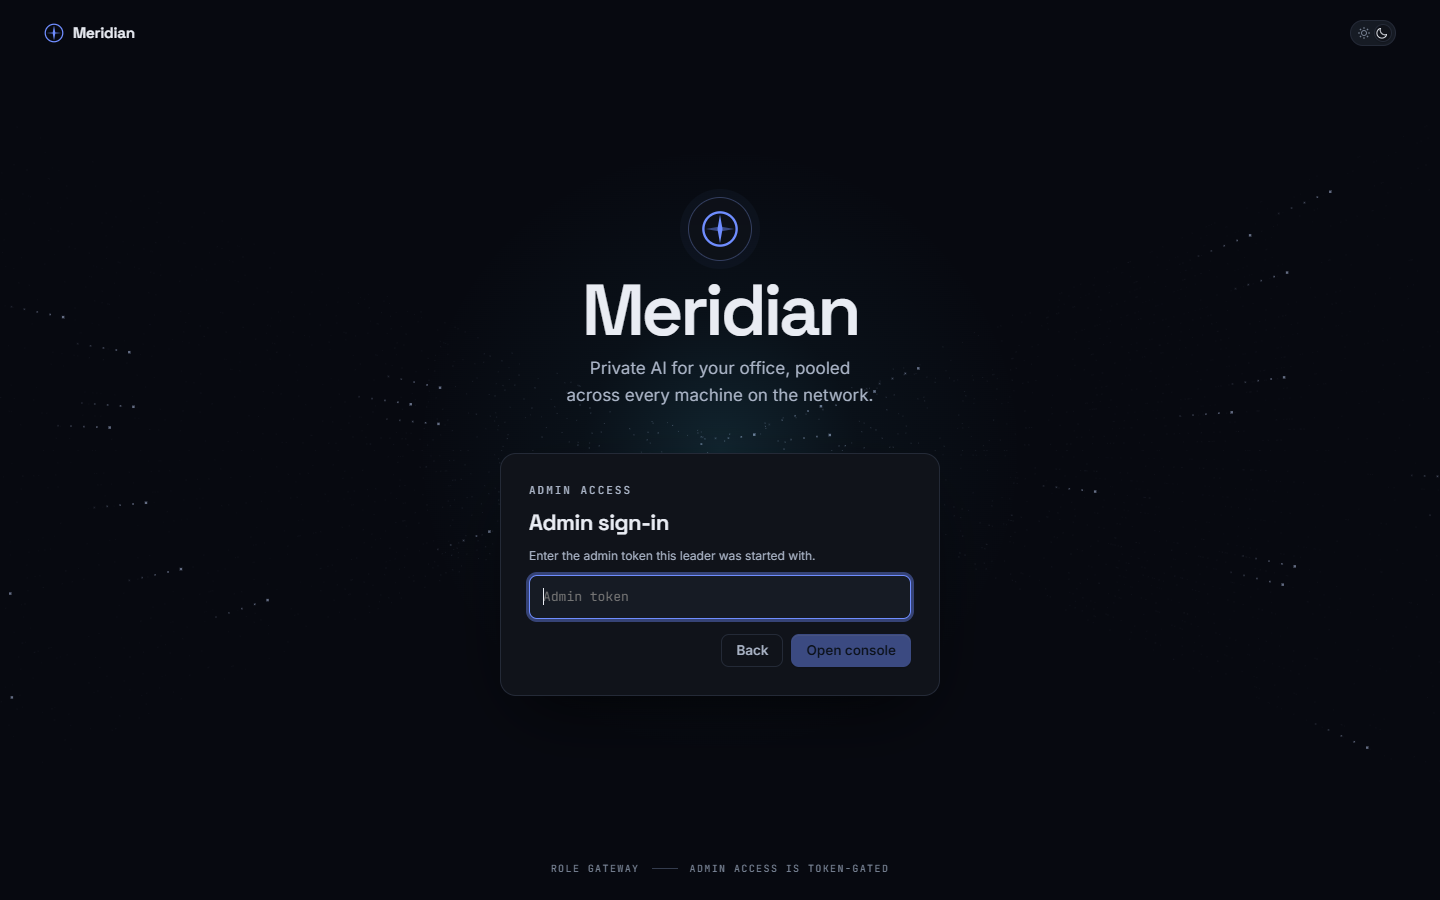 Meridian
Meridian
Private AI for your office, pooled
across every machine on the network.
ADMIN ACCESS
Admin sign-in
Enter the admin token this leader was started with.
Admin token
Back
Open console
ROLE GATEWAY
ADMIN ACCESS IS TOKEN-GATED